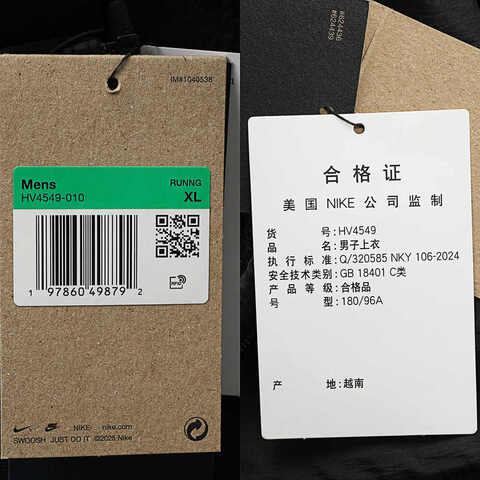 IM#1040538
Mens RUNNG
HV4549-010 XL
1 97860 49879 2
RFID
NIKE nike.com
SWOOSH JUST DO IT ©2025 Nike
#624436
#624439
合格证
美国 NIKE 公司监制
货号:HV4549
品名:男子上衣
执行标准:Q/320585 NKY 106-2024
安全技术类别:GB 18401 C类
产品等级:合格品
号型:180/96A
产地:越南